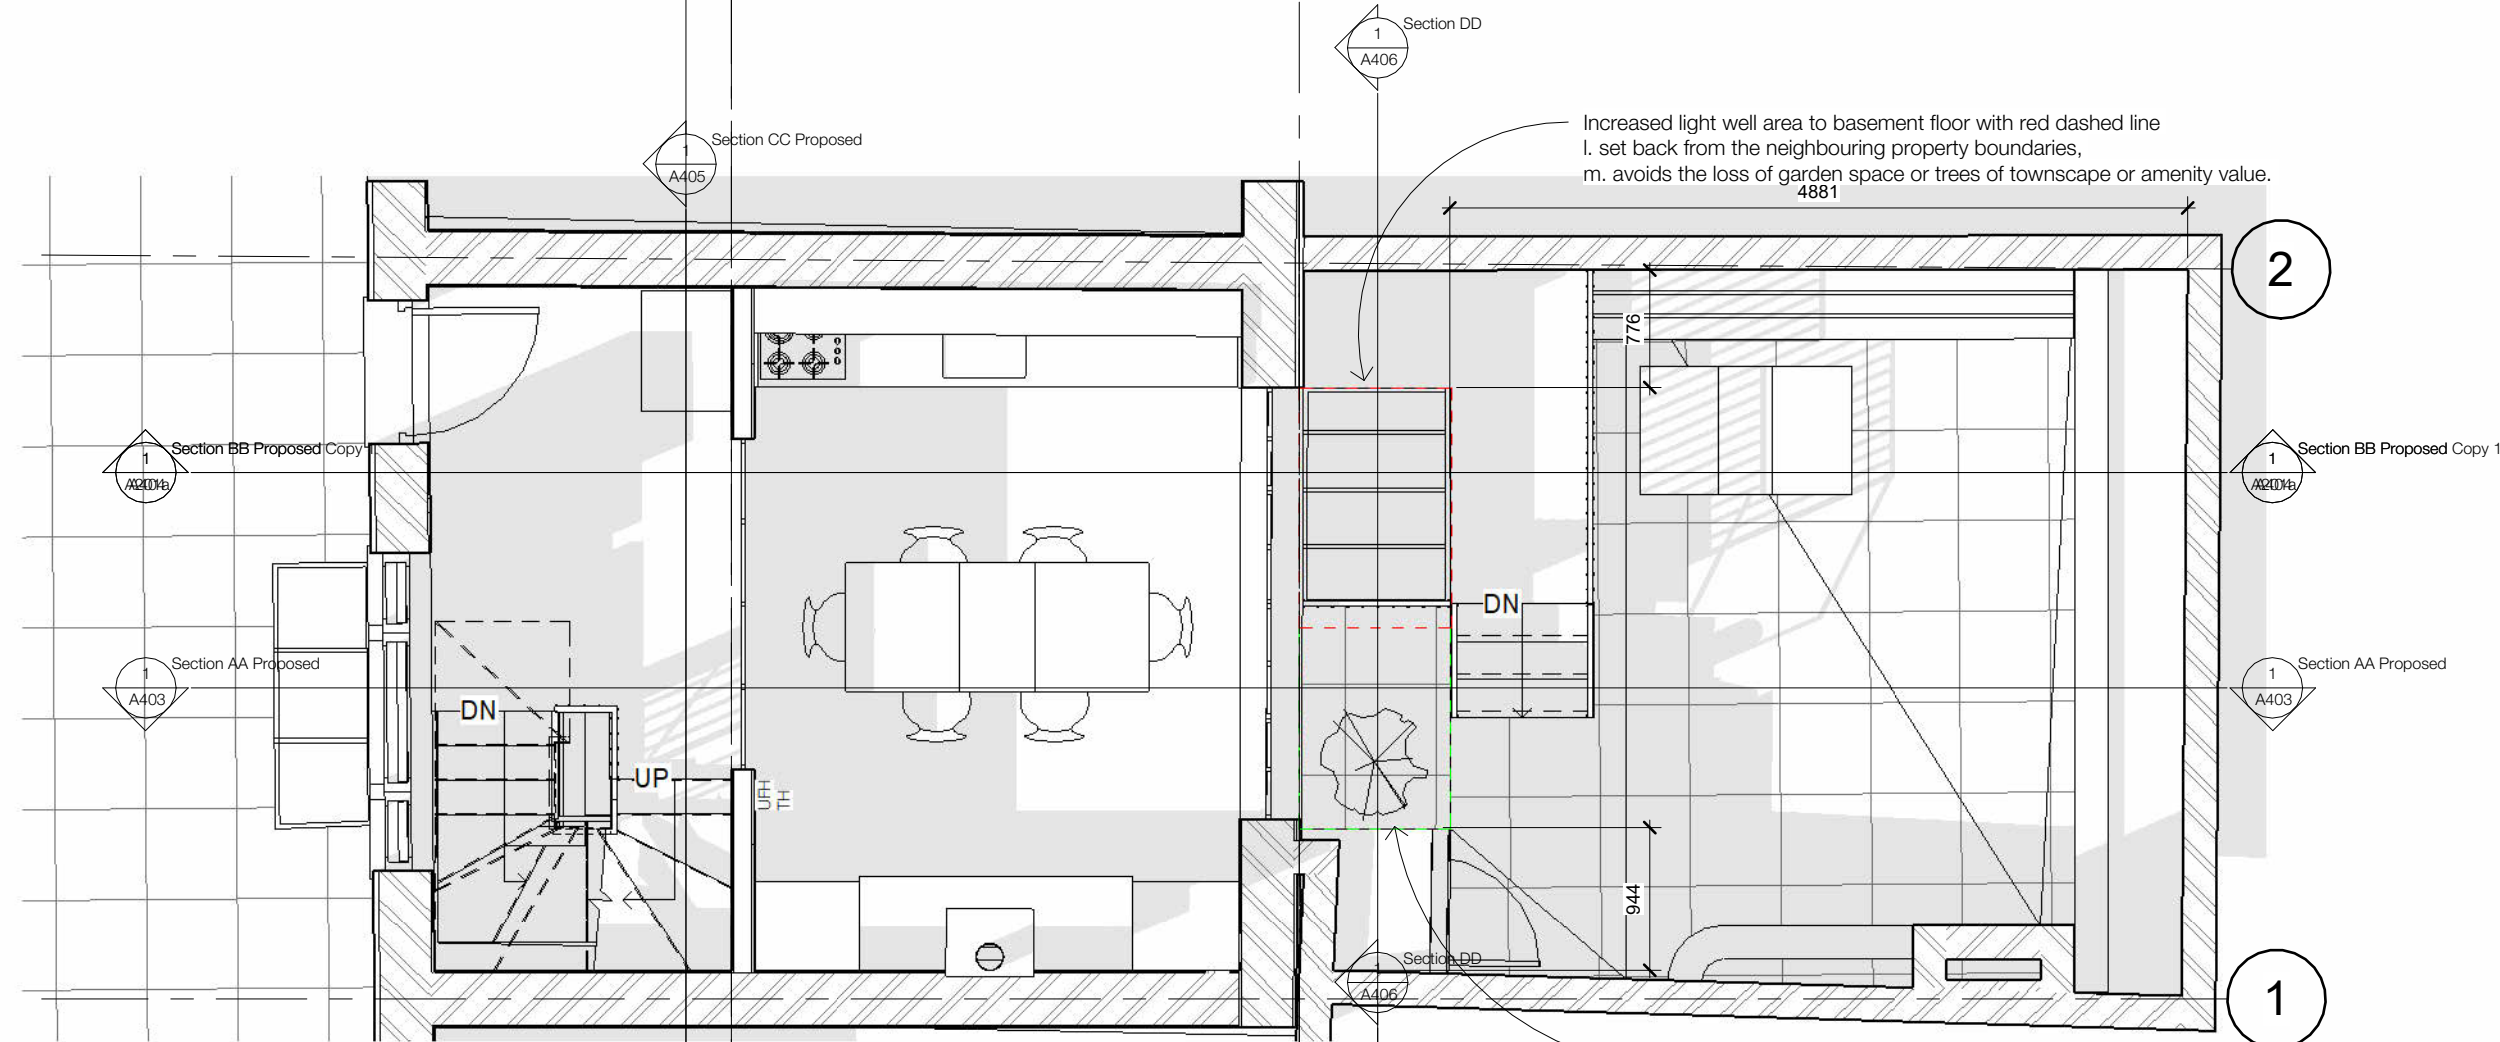 Section DD
1
A406
Increased light well area to basement floor with red dashed line
l. set back from the neighbouring property boundaries,
m. avoids the loss of garden space or trees of townscape or amenity value.
Section CC Proposed
1
A405
4881
2
776
Section BB Proposed Copy
1
Section BB Proposed Copy 1
1
DN
Section AA Proposed
1
A403
Section AA Proposed
1
A403
DN
UP
UFH
TH
944
Section DD
1
A406
1